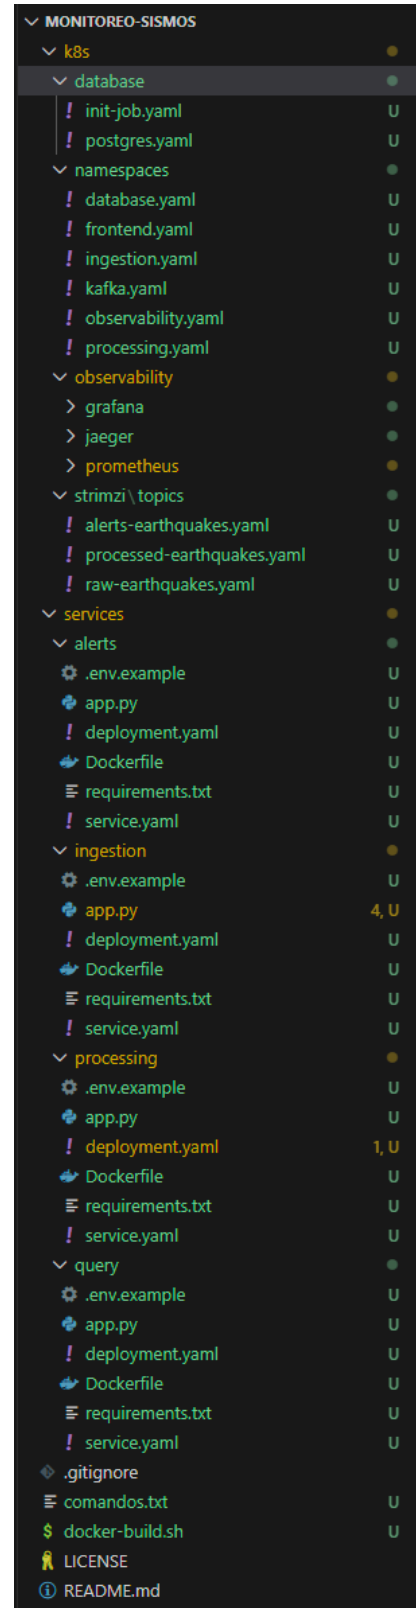 MONITOREO-SISMOS
k8s
database
! init-job.yaml U
! postgres.yaml U
namespaces
! database.yaml U
! frontend.yaml U
! ingestion.yaml U
! kafka.yaml U
! observability.yaml U
! processing.yaml U
observability
grafana
jaeger
prometheus
strimzi\topics
! alerts-earthquakes.yaml U
! processed-earthquakes.yaml U
! raw-earthquakes.yaml U
services
alerts
.env.example U
app.py U
! deployment.yaml U
Dockerfile U
requirements.txt U
! service.yaml U
ingestion
.env.example U
app.py 4, U
! deployment.yaml U
Dockerfile U
requirements.txt U
! service.yaml U
processing
.env.example U
app.py U
! deployment.yaml 1, U
Dockerfile U
requirements.txt U
! service.yaml U
query
.env.example U
app.py U
! deployment.yaml U
Dockerfile U
requirements.txt U
! service.yaml U
.gitignore
comandos.txt U
$ docker-build.sh U
LICENSE
README.md